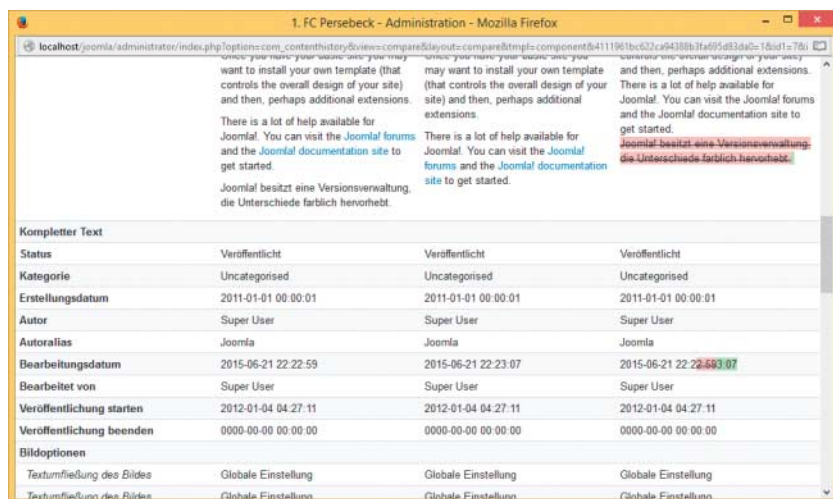 1. FC Persebeck - Administration - Mozilla Firefox
localhost/joomla/administrator/index.php?option=com_contenthistory&view=compare&layout=compare&tmpl=component&
want to install your own template (that
controls the overall design of your site)
and then, perhaps additional extensions.
There is a lot of help available for
Joomla!. You can visit the Joomla! forums
and the Joomla! documentation site to
get started.
Joomla! besitzt eine Versionsverwaltung,
die Unterschiede farblich hervorhebt.
may want to install your own template
(that controls the overall design of your
site) and then, perhaps additional
extensions.
There is a lot of help available for
Joomla!. You can visit the Joomla!
forums and the Joomla! documentation
site to get started.
and then, perhaps additional extensions.
There is a lot of help available for
Joomla!. You can visit the Joomla! forums
and the Joomla! documentation site to
get started.
Joomla! besitzt eine Versionsverwaltung,
die Unterschiede farblich hervorhebt.
Kompletter Text
Status Veröffentlicht Veröffentlicht Veröffentlicht
Kategorie Uncategorised Uncategorised Uncategorised
Erstellungsdatum 2011-01-01 00:00:01 2011-01-01 00:00:01 2011-01-01 00:00:01
Autor Super User Super User Super User
Autoralias Joomla Joomla Joomla
Bearbeitungsdatum 2015-06-21 22:22:59 2015-06-21 22:23:07 2015-06-21 22:22:593:07
Bearbeitet von Super User Super User Super User
Veröffentlichung starten 2012-01-04 04:27:11 2012-01-04 04:27:11 2012-01-04 04:27:11
Veröffentlichung beenden 0000-00-00 00:00:00 0000-00-00 00:00:00 0000-00-00 00:00:00
Bildoptionen
Textumfließung des Bildes Globale Einstellung Globale Einstellung Globale Einstellung
Textumfließung des Bildes Globale Einstellung Globale Einstellung Globale Einstellung